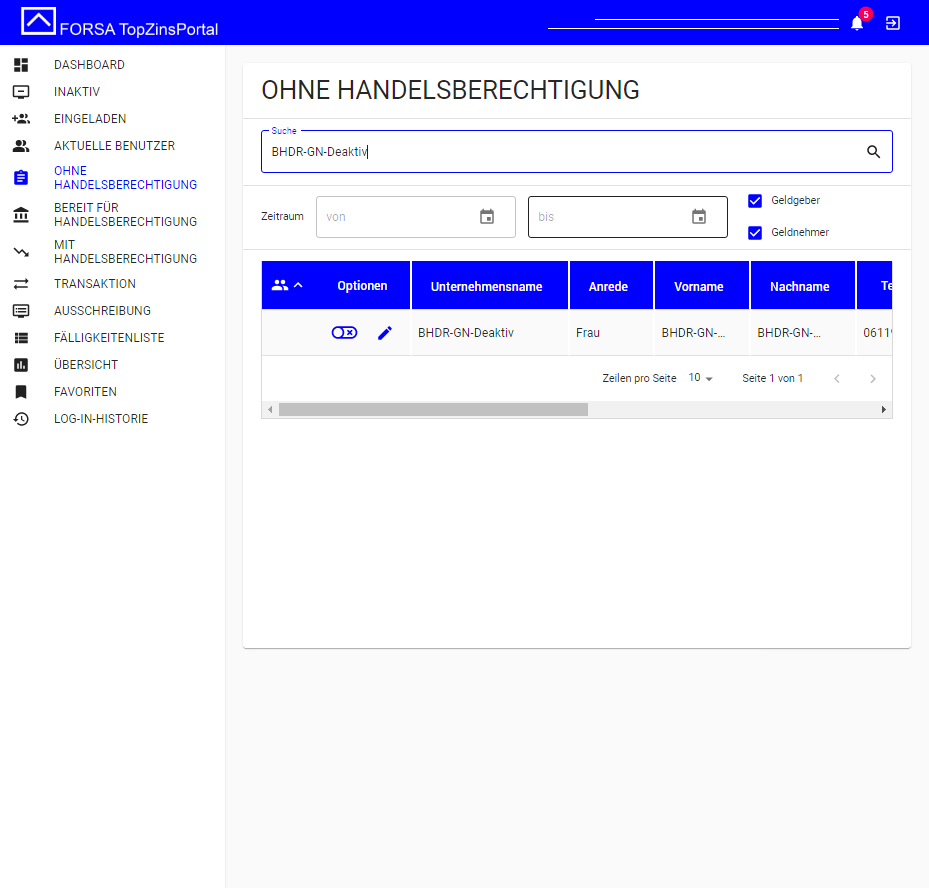 FORSA TopZinsPortal
5
DASHBOARD
INAKTIV
EINGELADEN
AKTUELLE BENUTZER
OHNE
HANDELSBERECHTIGUNG
BEREIT FÜR
HANDELSBERECHTIGUNG
MIT
HANDELSBERECHTIGUNG
TRANSAKTION
AUSSCHREIBUNG
FÄLLIGKEITENLISTE
ÜBERSICHT
FAVORITEN
LOG-IN-HISTORIE
OHNE HANDELSBERECHTIGUNG
Suche
BHDR-GN-Deaktiv
Zeitraum von bis
Geldgeber
Geldnehmer
Optionen Unternehmensname Anrede Vorname Nachname Te
BHDR-GN-Deaktiv Frau BHDR-GN-... BHDR-GN-... 0611
Zeilen pro Seite 10 Seite 1 von 1